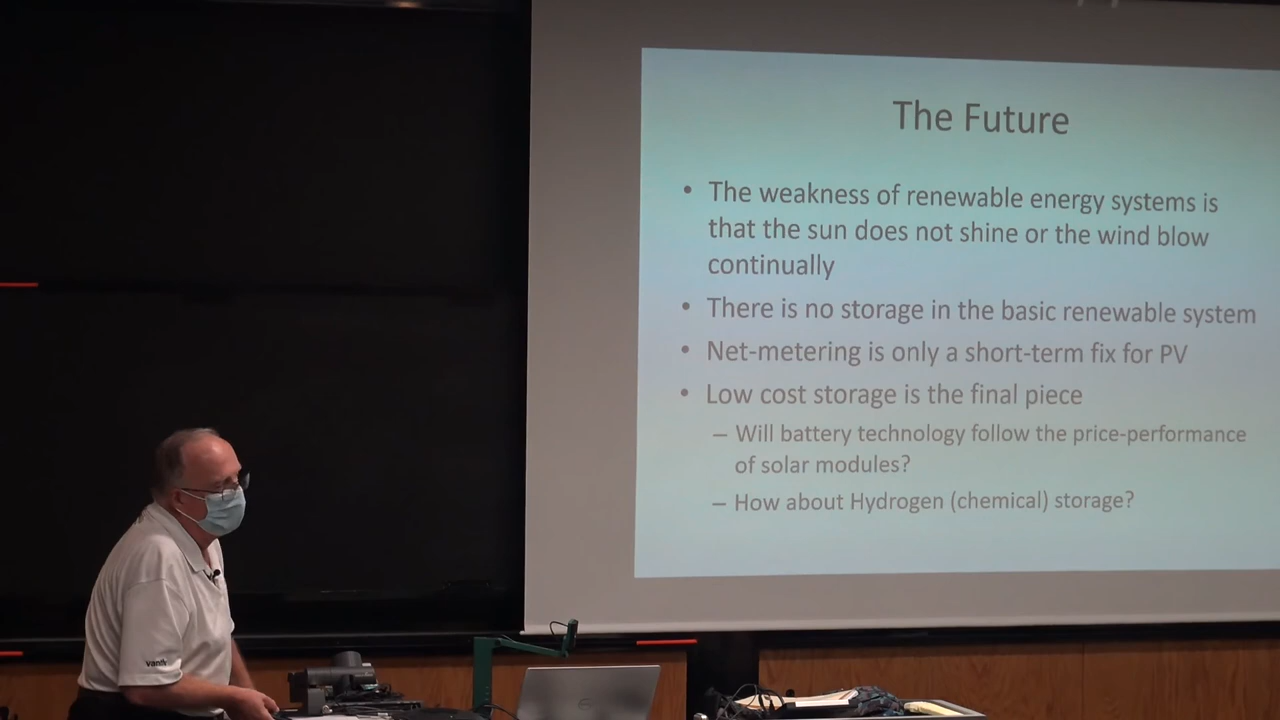 The Future
• The weakness of renewable energy systems is
that the sun does not shine or the wind blow
continually
• There is no storage in the basic renewable system
• Net-metering is only a short-term fix for PV
• Low cost storage is the final piece
– Will battery technology follow the price-performance
of solar modules?
– How about Hydrogen (chemical) storage?